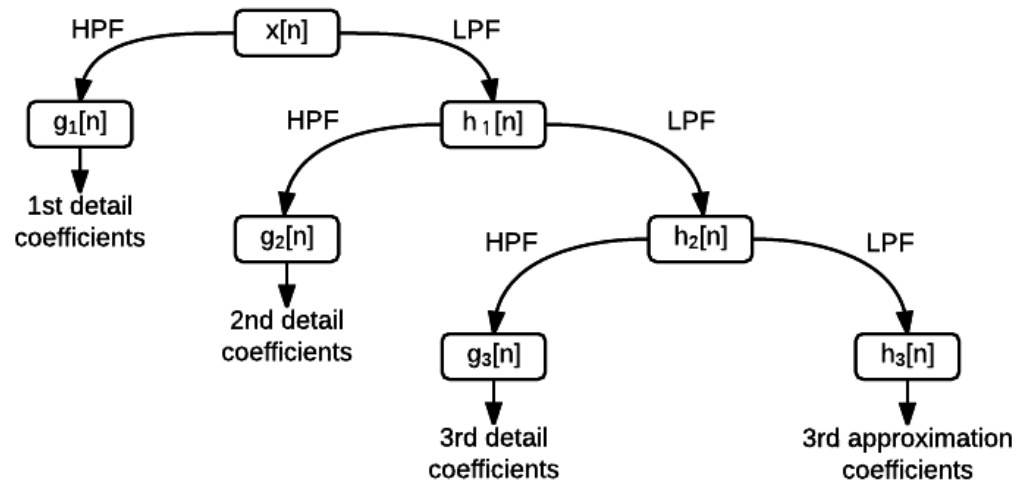 HPF
x[n]
LPF
g₁[n]
HPF
h ₁ [n]
LPF
1st detail
coefficients
g₂[n]
HPF
h₂[n]
LPF
2nd detail
coefficients
g₃[n]
h₃[n]
3rd detail
coefficients
3rd approximation
coefficients